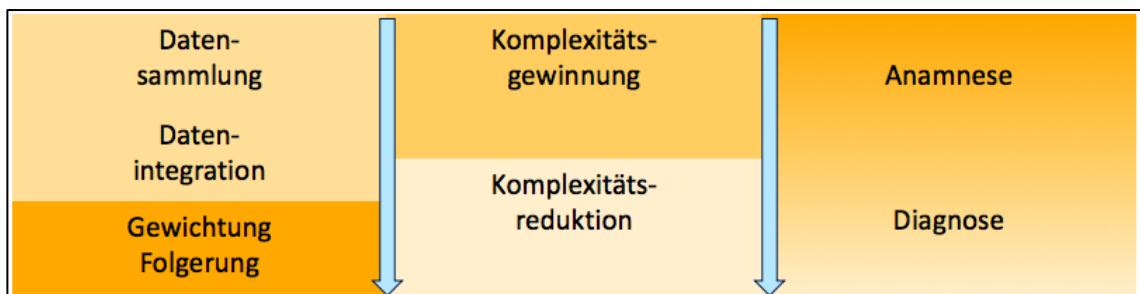 Daten-
sammlung
Daten-
integration
Gewichtung
Folgerung
Komplexitäts-
gewinnung
Komplexitäts-
reduktion
Anamnese
Diagnose